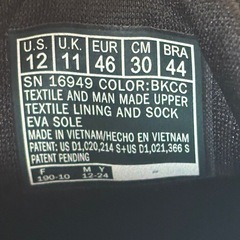 U.S. U.K. EUR CM BRA
12 11 46 30 44
SN 16949 COLOR:BKCC
TEXTILE AND MAN MADE UPPER
TEXTILE LINING AND SOCK
EVA SOLE
MADE IN VIETNAM/HECHO EN VIETNAM
PATENT: US D1,020,214 S+US D1,021,366 S
PATENT PENDING
F M Y
190-10 12-24